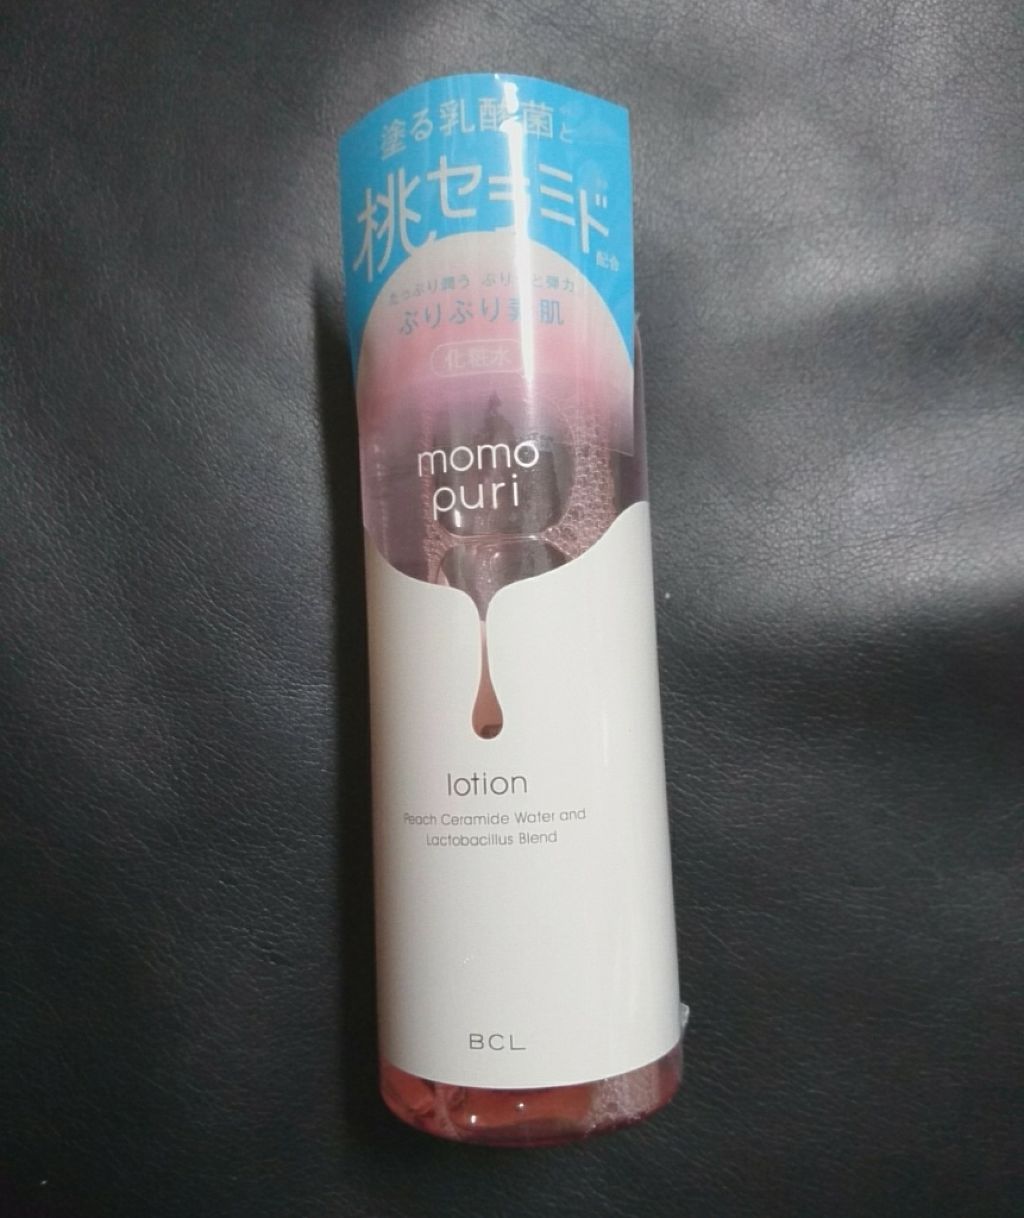 塗る乳酸菌と
桃セラミド
配合
たっぷり潤う ぷりっと弾力
ぷりぷり素肌
化粧水
momo
puri
lotion
Peach Ceramide Water and
Lactobacillus Blend
BCL